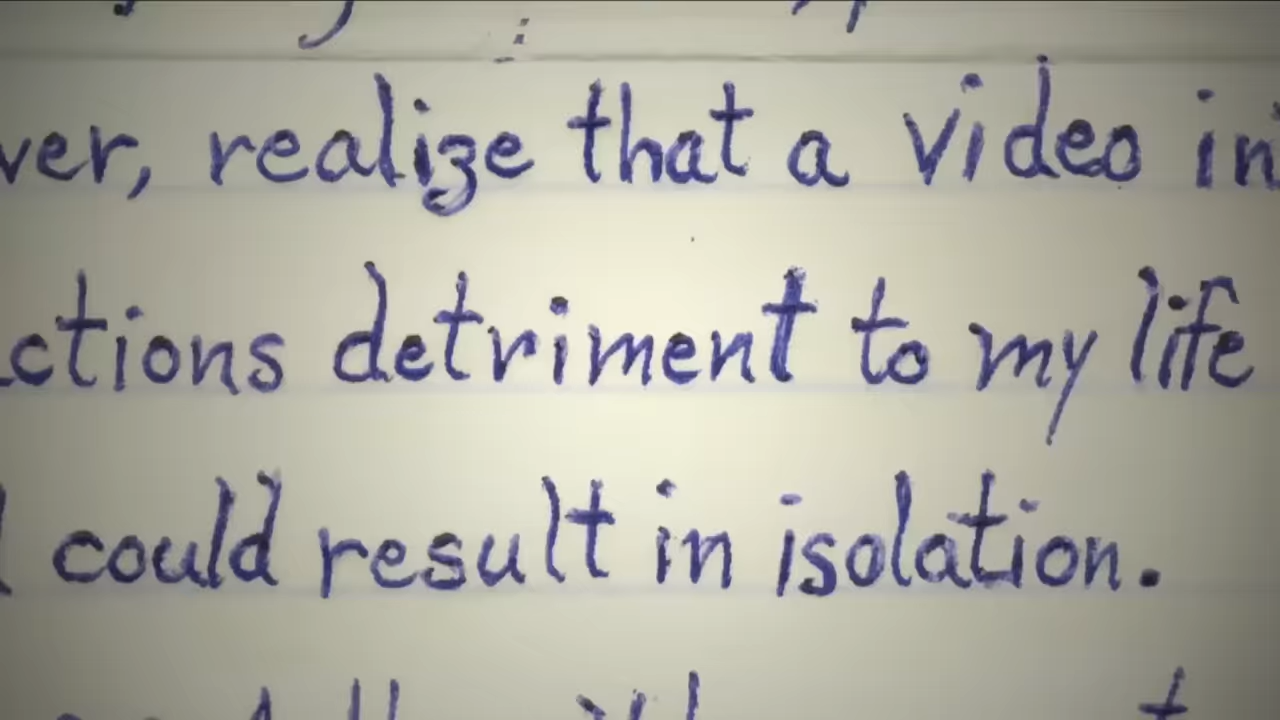 ver, realize that a video in
ctions detriment to my life
could result in isolation.